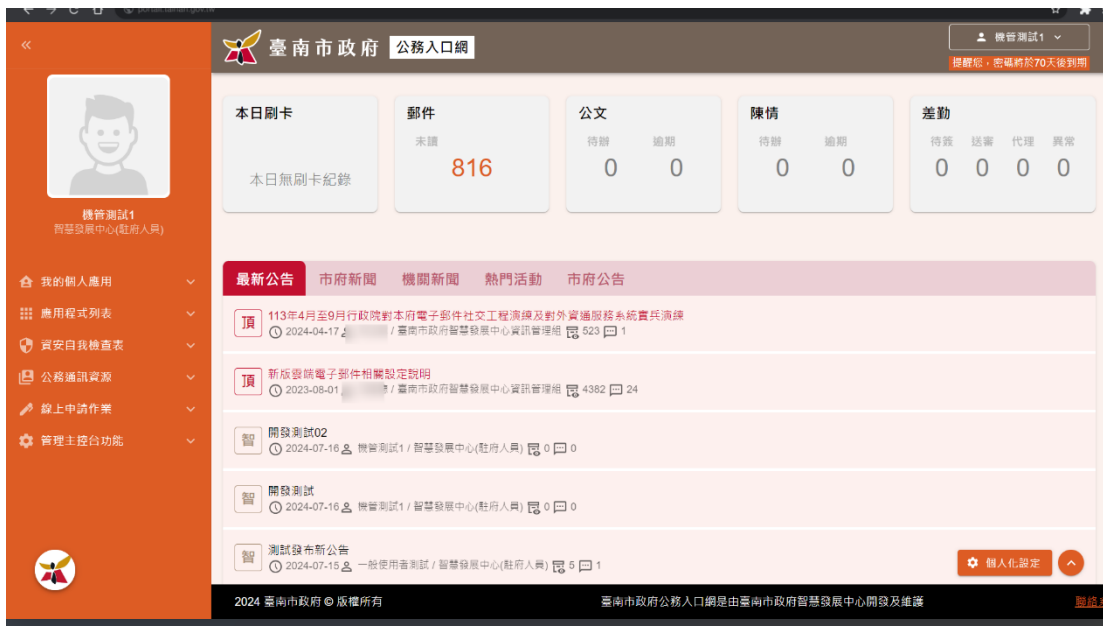 portal.tainan.gov.tw
臺南市政府 公務入口網
機管測試1
提醒您，密碼將於70天後到期
機管測試1
智慧發展中心(駐府人員)
我的個人應用
應用程式列表
資安自我檢查表
公務通訊資源
線上申請作業
管理主控台功能
本日刷卡
本日無刷卡紀錄
郵件
未讀
816
公文
待辦 逾期
0 0
陳情
待辦 逾期
0 0
差勤
待簽 送審 代理 異常
0 0 0 0
最新公告 市府新聞 機關新聞 熱門活動 市府公告
頂 113年4月至9月行政院對本府電子郵件社交工程演練及對外資通服務系統實兵演練
2024-04-17 / 臺南市政府智慧發展中心資訊管理組 523 1
頂 新版雲端電子郵件相關設定說明
2023-08-01 / 臺南市政府智慧發展中心資訊管理組 4382 24
智 開發測試02
2024-07-16 機管測試1 / 智慧發展中心(駐府人員) 0 0
智 開發測試
2024-07-16 機管測試1 / 智慧發展中心(駐府人員) 0 0
智 測試發布新公告
2024-07-15 一般使用者測試 / 智慧發展中心(駐府人員) 5 1
個人化設定
2024 臺南市政府 © 版權所有
臺南市政府公務入口網是由臺南市政府智慧發展中心開發及維護
聯絡